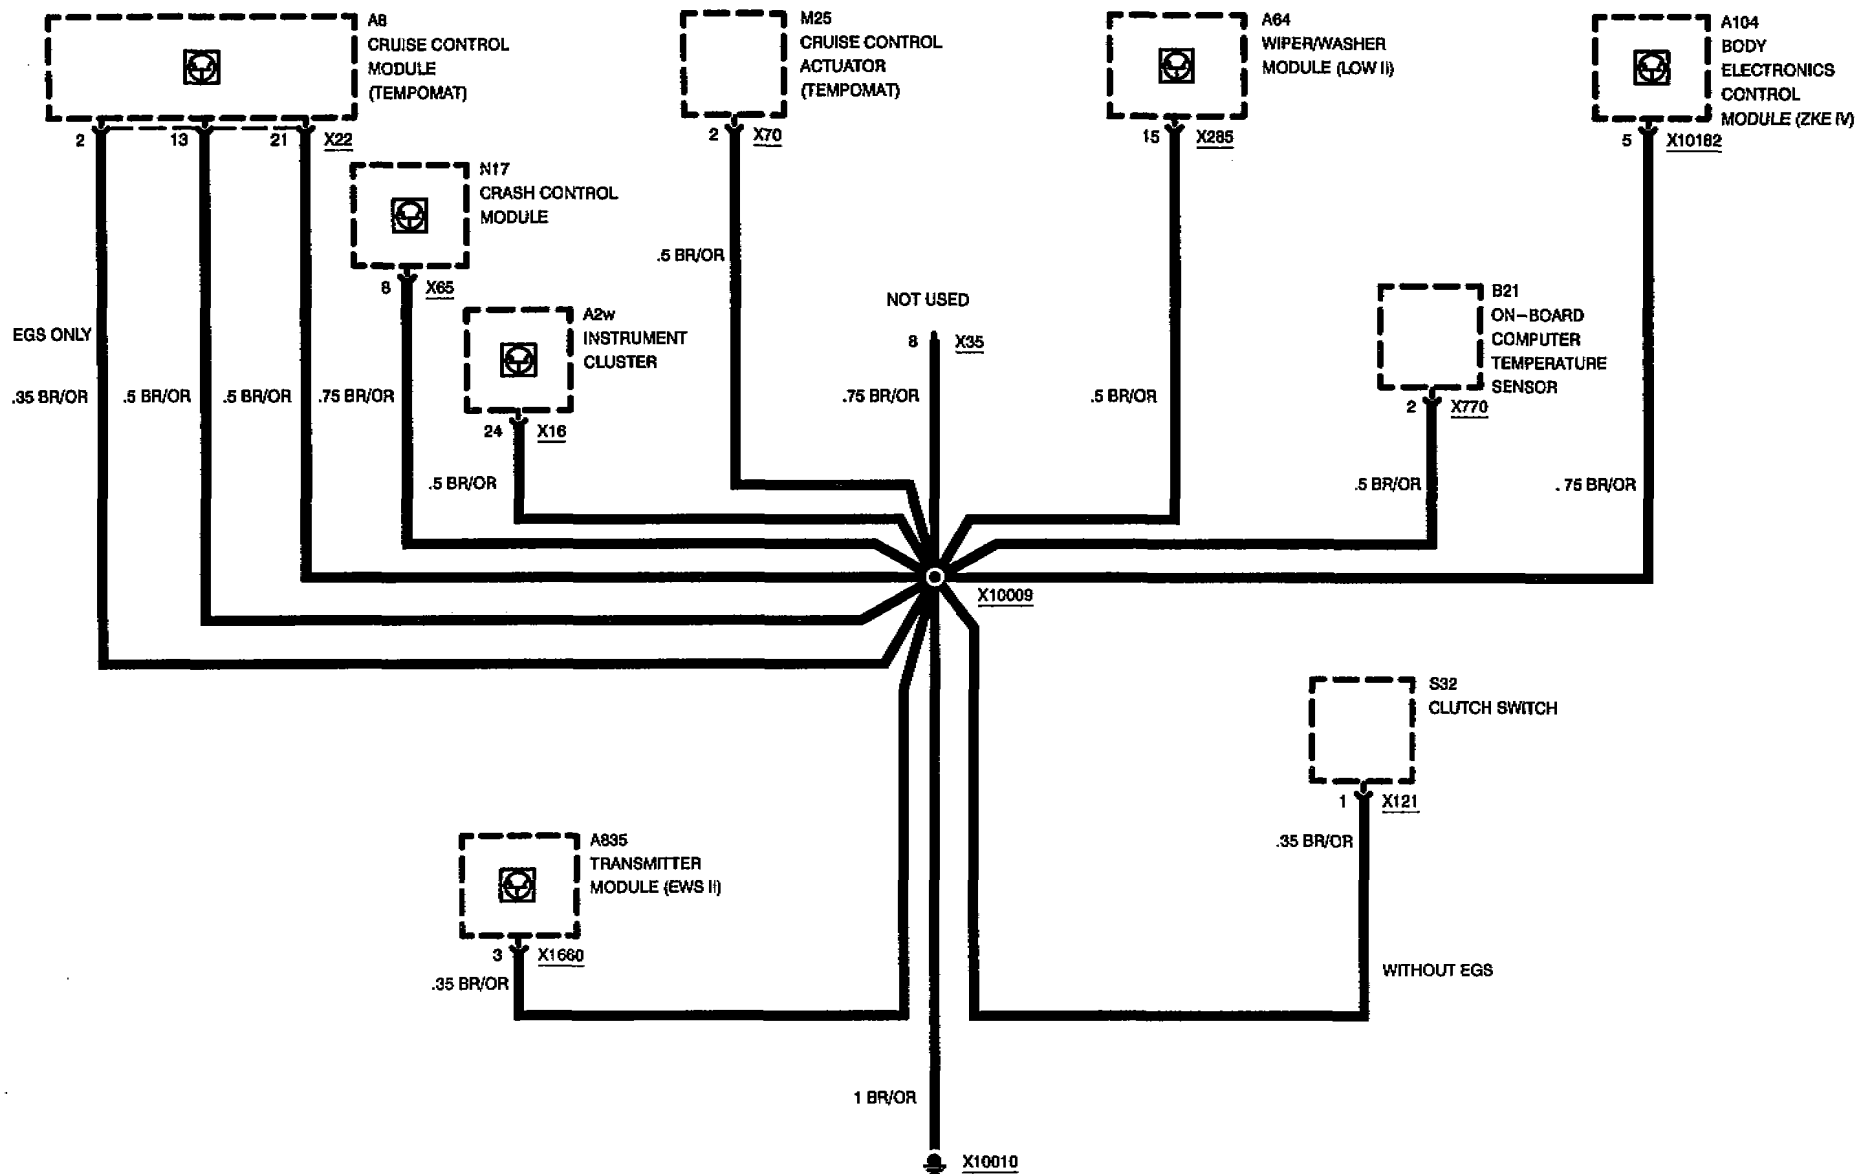 A8
CRUISE CONTROL
MODULE
(TEMPOMAT)
2
13
21
X22
M25
CRUISE CONTROL
ACTUATOR
(TEMPOMAT)
2
X70
A64
WIPER/WASHER
MODULE (LOW II)
15
X285
A104
BODY
ELECTRONICS
CONTROL
MODULE (ZKE IV)
5
X10182
N17
CRASH CONTROL
MODULE
8
X65
.5 BR/OR
NOT USED
8
X35
B21
ON-BOARD
COMPUTER
TEMPERATURE
SENSOR
2
X770
A2w
INSTRUMENT
CLUSTER
24
X16
EGS ONLY
.35 BR/OR
.5 BR/OR
.5 BR/OR
.75 BR/OR
.75 BR/OR
.5 BR/OR
.5 BR/OR
.5 BR/OR
.75 BR/OR
X10009
S32
CLUTCH SWITCH
1
X121
.35 BR/OR
WITHOUT EGS
A835
TRANSMITTER
MODULE (EWS II)
3
X1660
.35 BR/OR
1 BR/OR
X10010